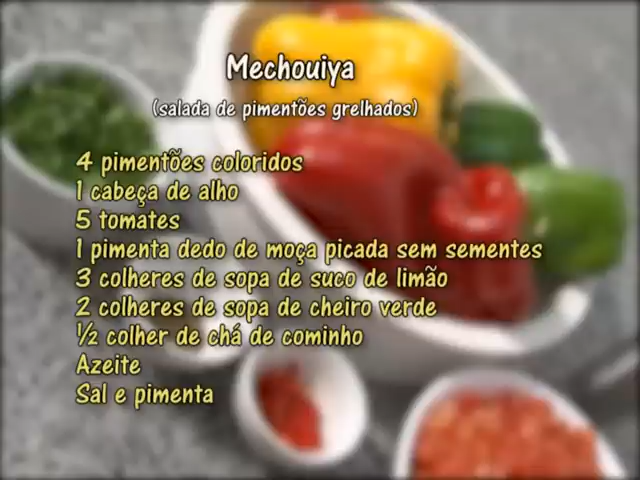 Mechouiya
(salada de pimentões grelhados)
4 pimentões coloridos
1 cabeça de alho
5 tomates
1 pimenta dedo de moça picada sem sementes
3 colheres de sopa de suco de limão
2 colheres de sopa de cheiro verde
½ colher de chá de cominho
Azeite
Sal e pimenta